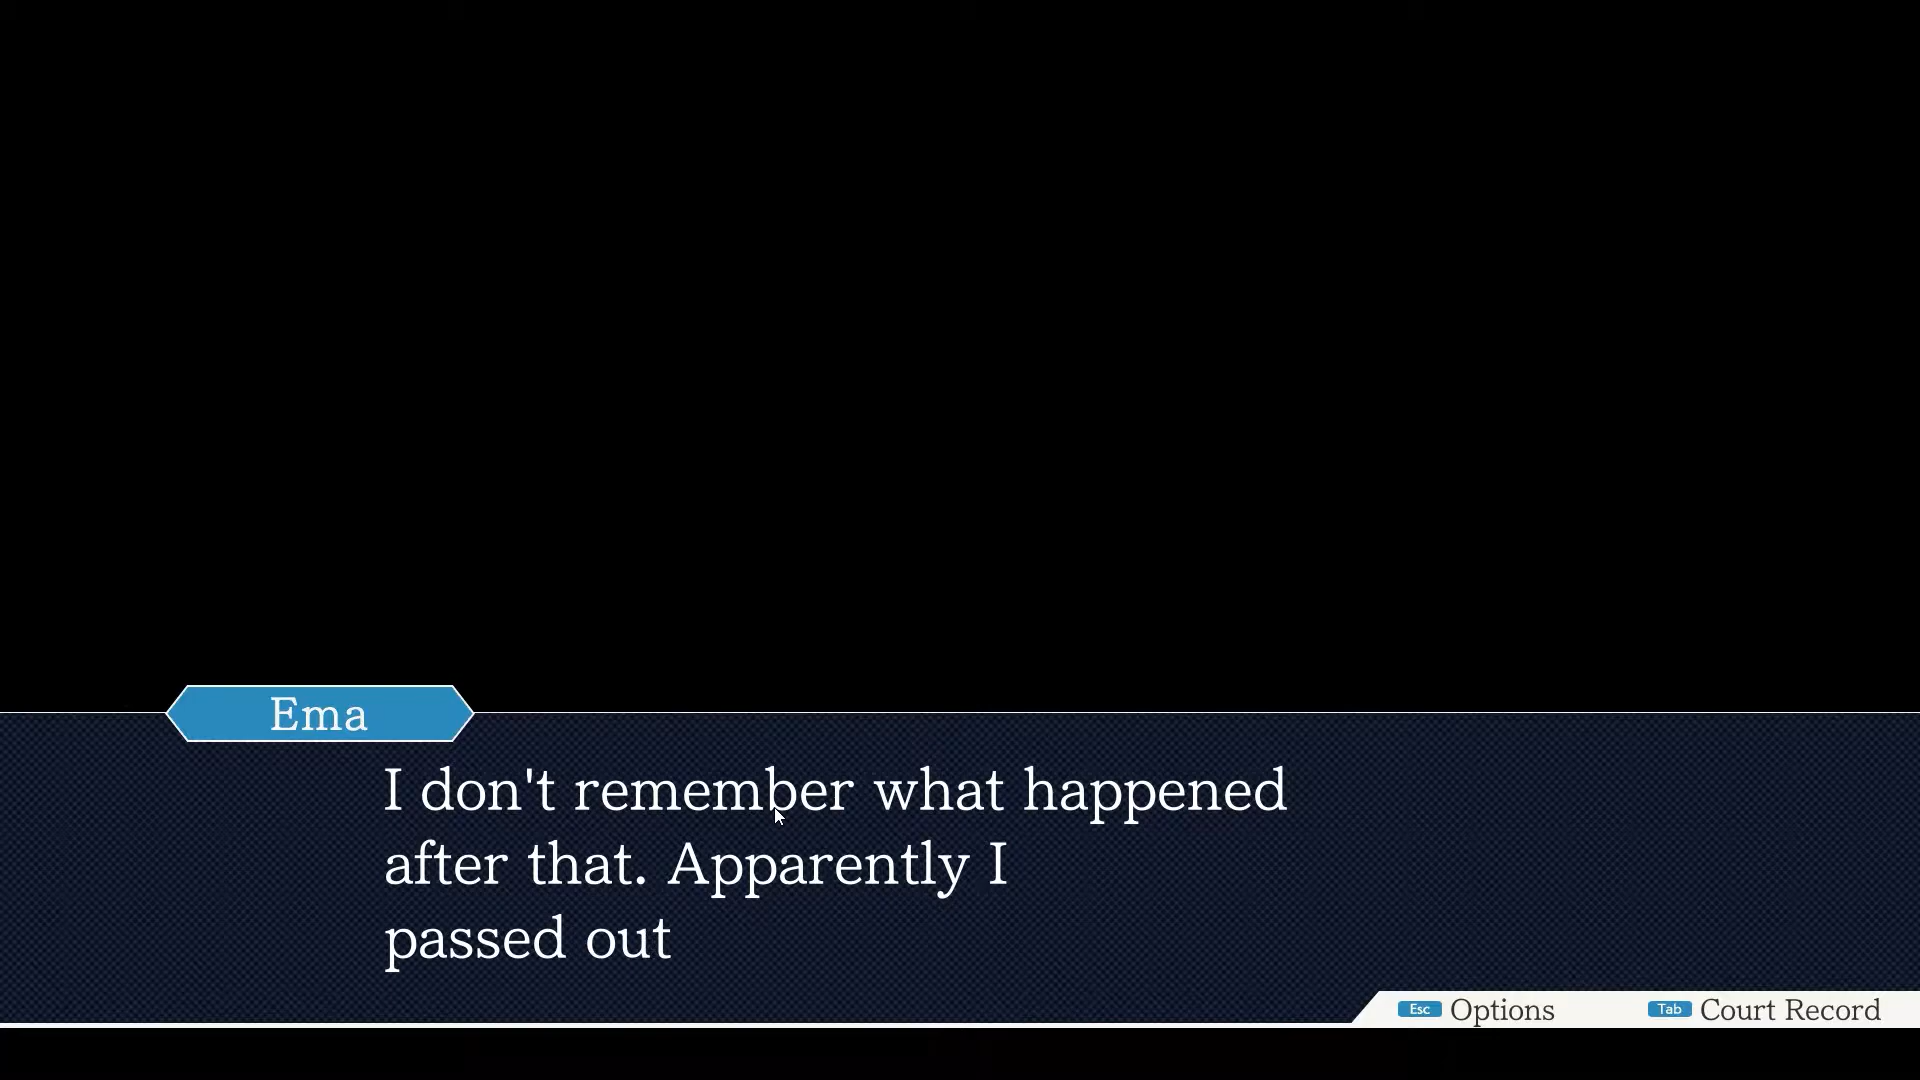 Ema
I don't remember what happened
after that. Apparently I
passed out
Esc Options Tab Court Record